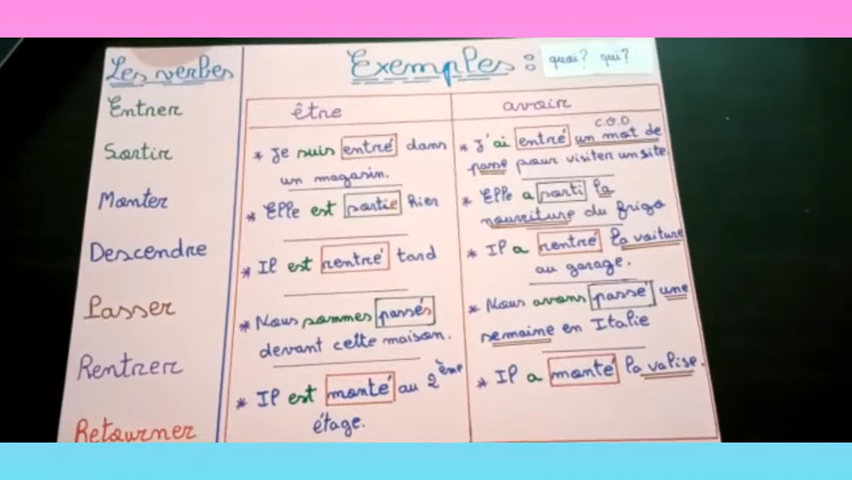 Les verbes
Entrer
Sortir
Monter
Descendre
Passer
Rentrer
Retourner
Exemples : quoi? qui?
être
* Je suis entré dans
un magasin.
* Elle est partie hier
* Il est rentré tard
* Nous sommes passés
devant cette maison.
* Il est monté au 2ème
étage.
avoir
C.O.D
* J'ai entré un mot de
passe pour visiter un site.
* Elle a parti la
nourriture du frigo
* Il a rentré la voiture
au garage.
* Nous avons passé une
semaine en Italie
* Il a monté la valise.